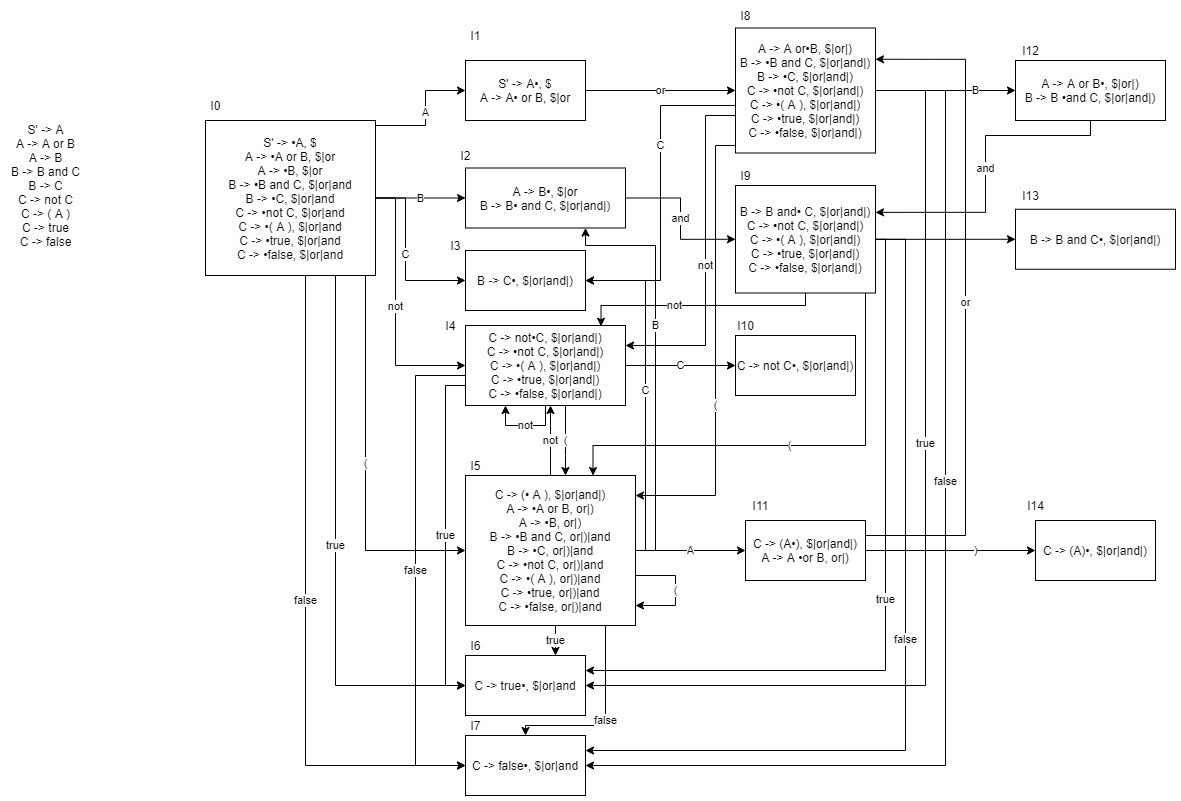 S' -> A
A -> A or B
A -> B
B -> B and C
B -> C
C -> not C
C -> ( A )
C -> true
C -> false
I0
S' -> •A, $
A -> •A or B, $|or
A -> •B, $|or
B -> •B and C, $|or|and
B -> •C, $|or|and
C -> •not C, $|or|and
C -> •( A ), $|or|and
C -> •true, $|or|and
C -> •false, $|or|and
A
B
C
not
(
true
false
I1
S' -> A•, $
A -> A• or B, $|or
or
I2
A -> B•, $|or
B -> B• and C, $|or|and|)
and
I3
B -> C•, $|or|and|)
I4
C -> not•C, $|or|and|)
C -> •not C, $|or|and|)
C -> •( A ), $|or|and|)
C -> •true, $|or|and|)
C -> •false, $|or|and|)
not
not
(
C
true
false
I5
C -> (• A ), $|or|and|)
A -> •A or B, or|)
A -> •B, or|)
B -> •B and C, or|)|and
B -> •C, or|)|and
C -> •not C, or|)|and
C -> •( A ), or|)|and
C -> •true, or|)|and
C -> •false, or|)|and
A
B
C
(
true
false
I6
C -> true•, $|or|and
I7
C -> false•, $|or|and
I8
A -> A or•B, $|or|)
B -> •B and C, $|or|and|)
B -> •C, $|or|and|)
C -> •not C, $|or|and|)
C -> •( A ), $|or|and|)
C -> •true, $|or|and|)
C -> •false, $|or|and|)
B
C
not
(
true
false
I9
B -> B and• C, $|or|and|)
C -> •not C, $|or|and|)
C -> •( A ), $|or|and|)
C -> •true, $|or|and|)
C -> •false, $|or|and|)
not
(
true
false
I10
C -> not C•, $|or|and|)
I11
C -> (A•), $|or|and|)
A -> A •or B, or|)
or
)
I12
A -> A or B•, $|or|)
B -> B •and C, $|or|and|)
and
I13
B -> B and C•, $|or|and|)
I14
C -> (A)•, $|or|and|)